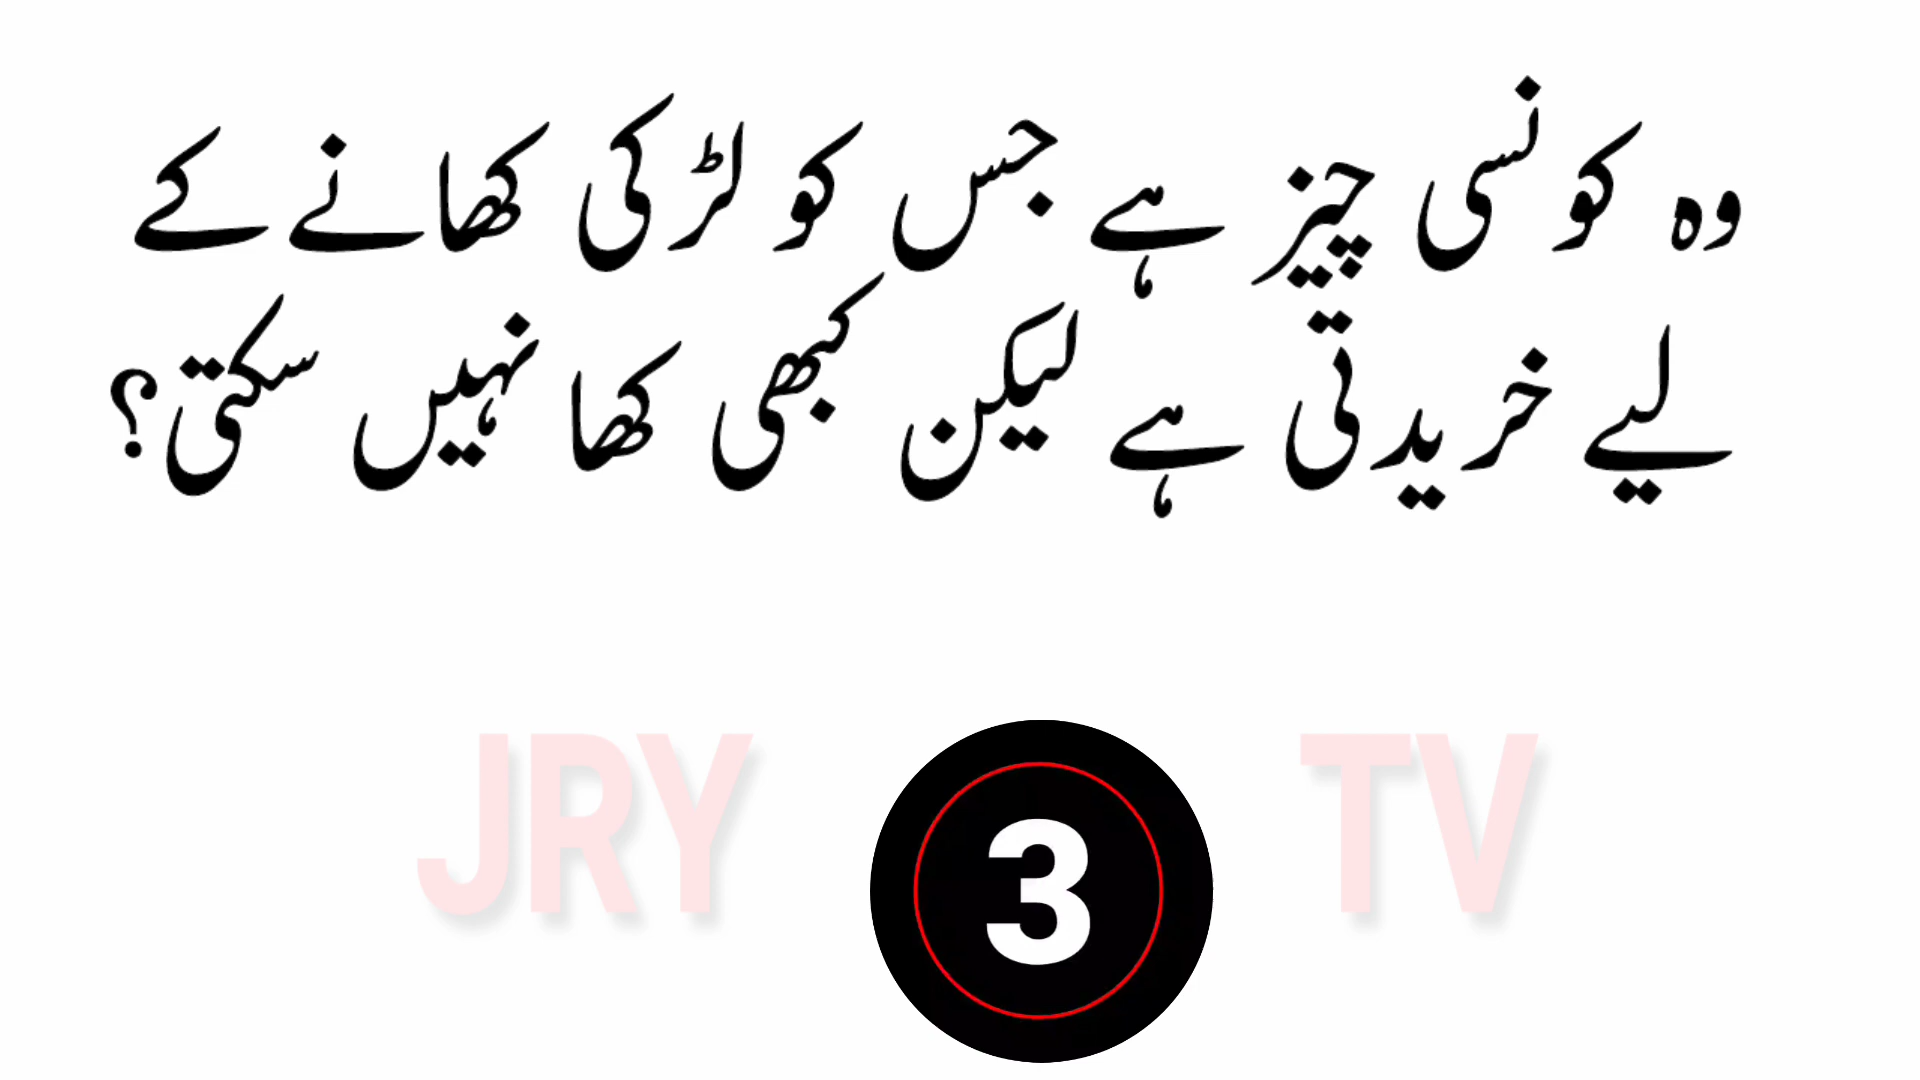 وہ کونسی چیز ہے جس کو لڑکی کھانے کے
لیے خریدتی ہے لیکن کبھی کھا نہیں سکتی؟
JRY 3 TV